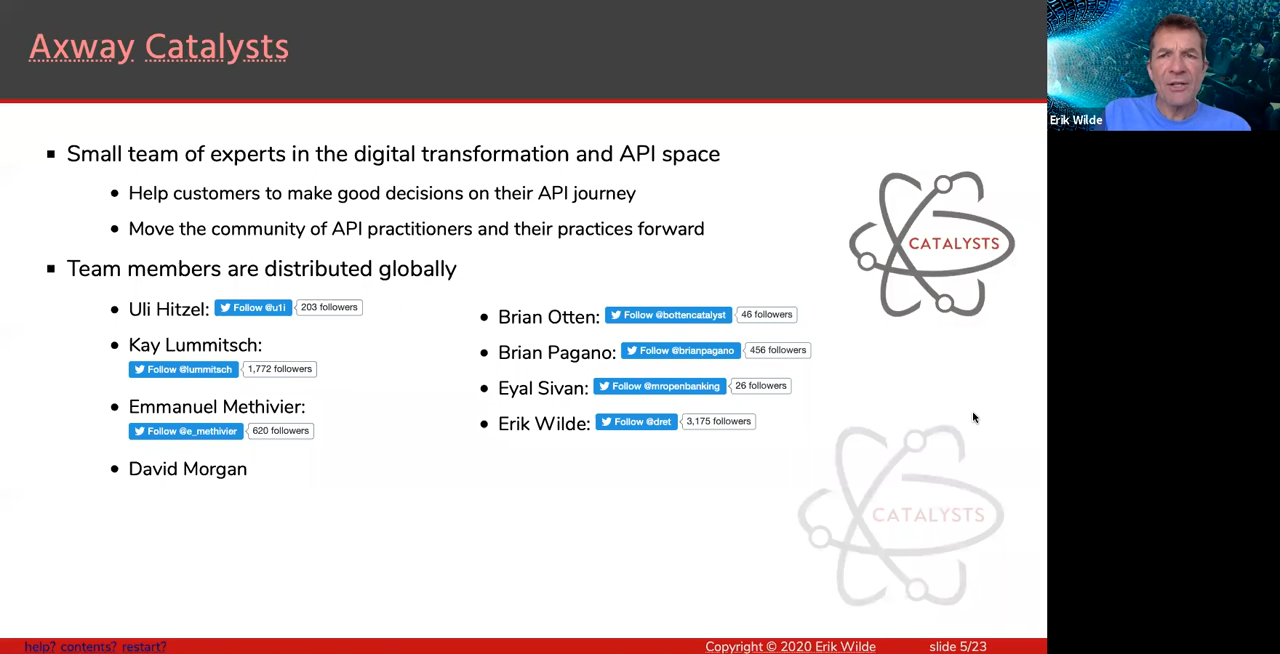 Axway Catalysts
Erik Wilde
Small team of experts in the digital transformation and API space
Help customers to make good decisions on their API journey
Move the community of API practitioners and their practices forward
CATALYSTS
Team members are distributed globally
Uli Hitzel: Follow @u1i 203 followers
Kay Lummitsch:
Follow @lummitsch 1,772 followers
Emmanuel Methivier:
Follow @e_methivier 620 followers
David Morgan
Brian Otten: Follow @bottencatalyst 46 followers
Brian Pagano: Follow @brianpagano 456 followers
Eyal Sivan: Follow @mropenbanking 26 followers
Erik Wilde: Follow @dret 3,175 followers
CATALYSTS
help? contents? restart?
Copyright © 2020 Erik Wilde
slide 5/23